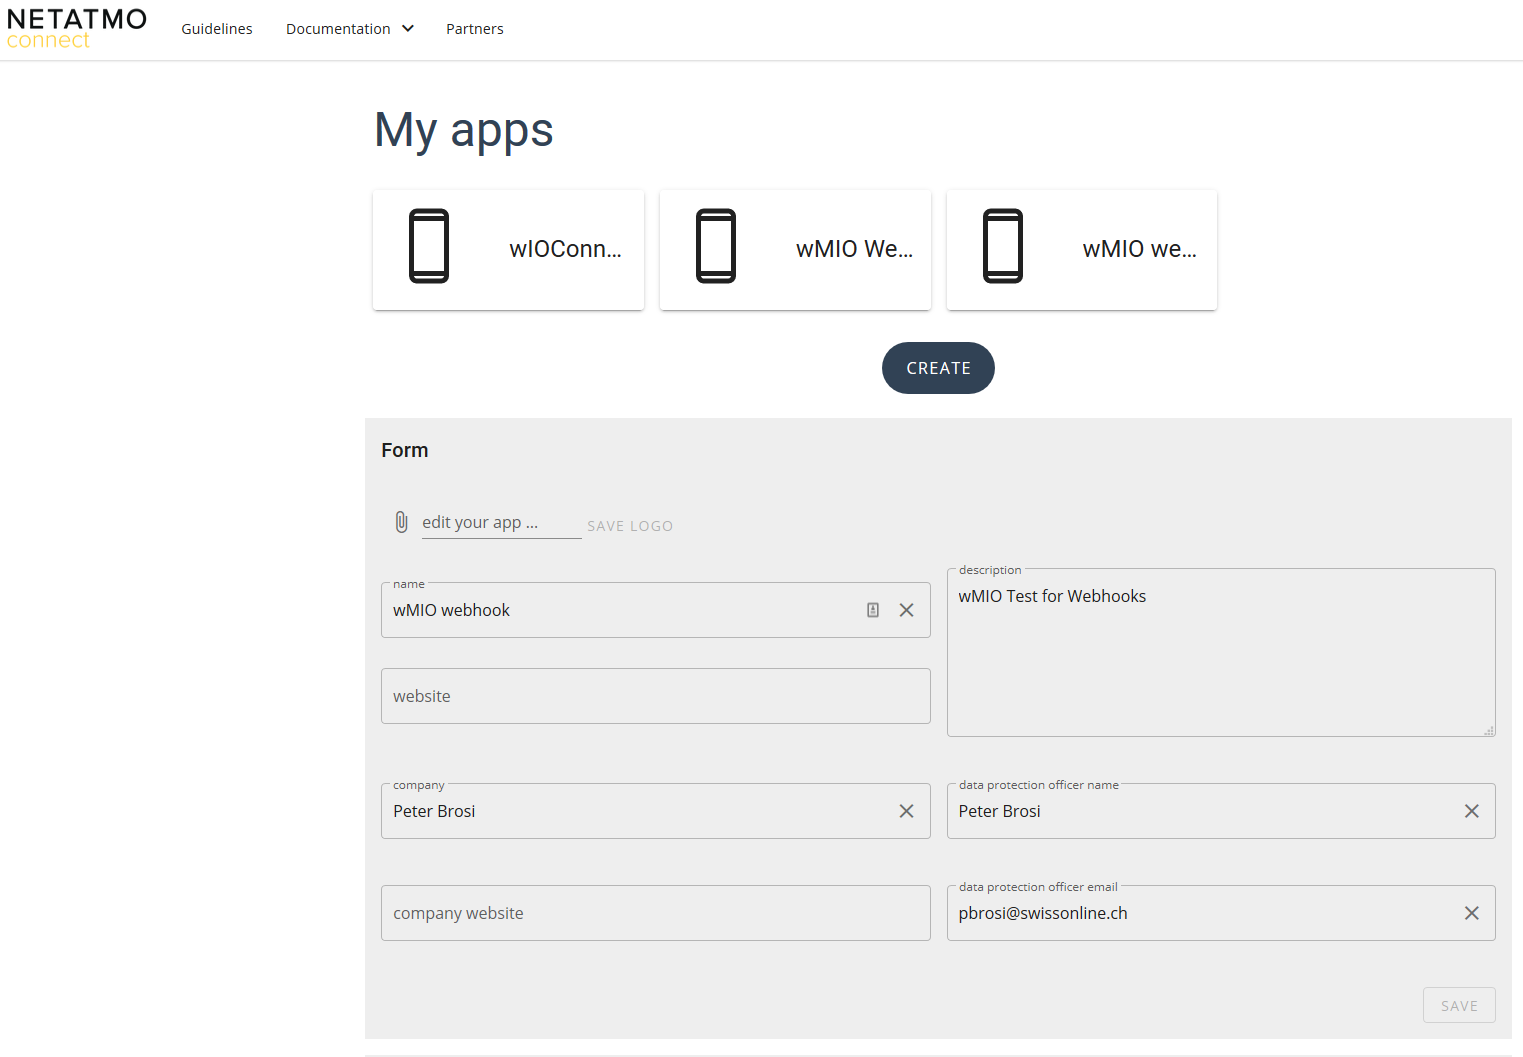 NETATMO
connect
Guidelines
Documentation
Partners
My apps
wIOConn...
wMIO We...
wMIO we...
CREATE
Form
edit your app ...
SAVE LOGO
name
wMIO webhook
description
wMIO Test for Webhooks
website
company
Peter Brosi
data protection officer name
Peter Brosi
company website
data protection officer email
pbrosi@swissonline.ch
SAVE